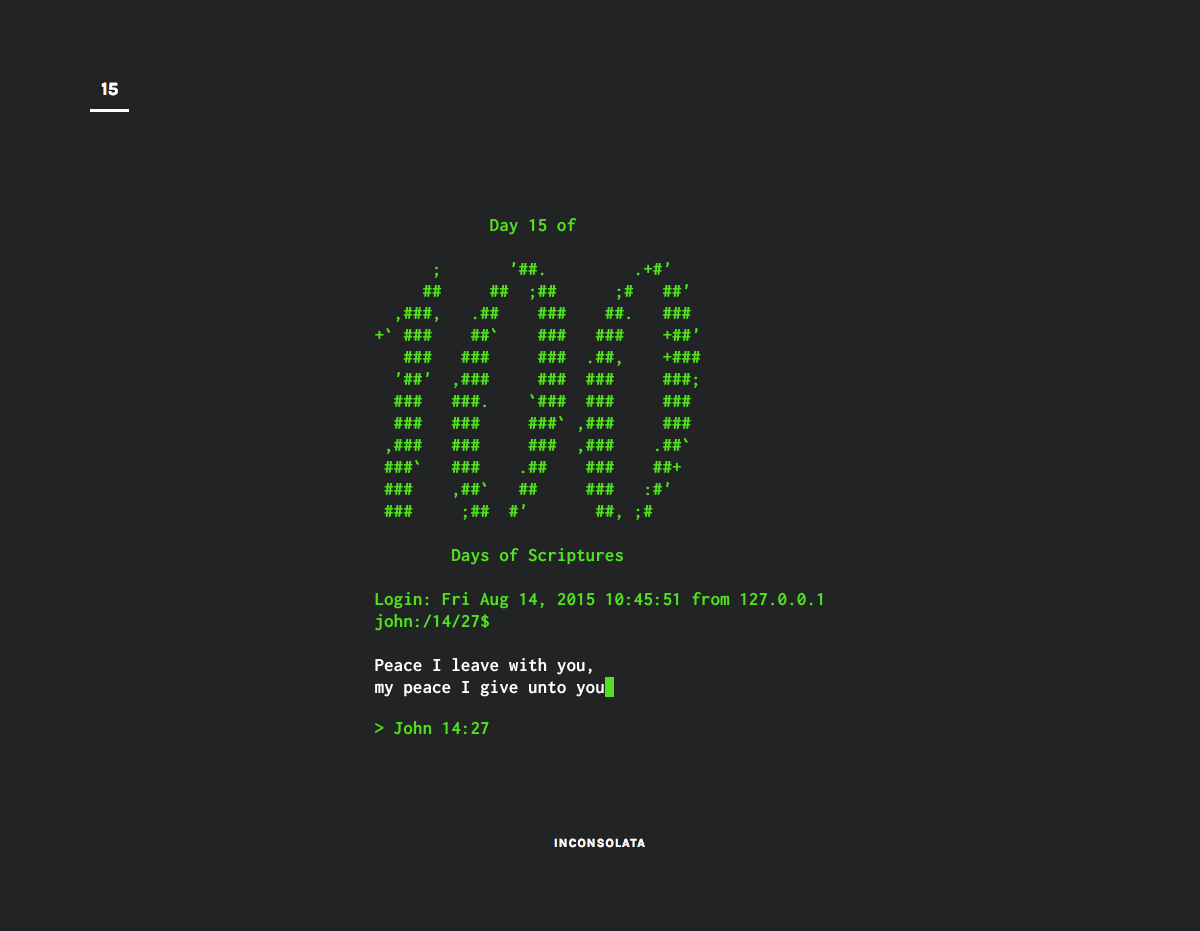 15
Day 15 of
      ;       '##.         .+#'
     ##     ##  ;##      ;#   ##'
  ,###,   .##    ###    ##.   ###
+` ###    ##`    ###   ###    +##'
   ###   ###     ###  .##,    +###
  '##'  ,###     ###  ###     ###;
  ###   ###.    `###  ###     ###
  ###   ###     ###` ,###     ###
 ,###   ###     ###  ,###    .##`
 ###`   ###    .##    ###    ##+
 ###    ,##`   ##     ###   :#'
 ###     ;##  #'       ##, ;#
Days of Scriptures
Login: Fri Aug 14, 2015 10:45:51 from 127.0.0.1
john:/14/27$
Peace I leave with you,
my peace I give unto you
> John 14:27
INCONSOLATA